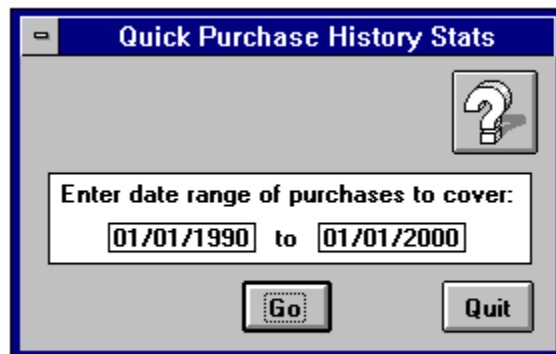 Quick Purchase History Stats
?
Enter date range of purchases to cover:
01/01/1990 to 01/01/2000
Go Quit